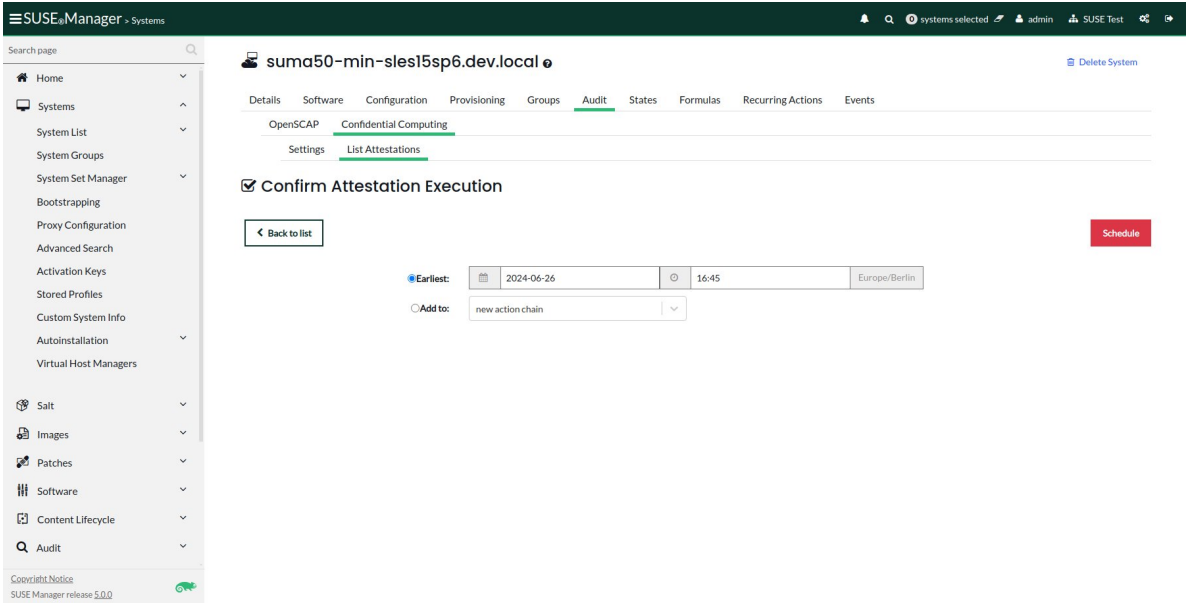 SUSE®Manager > Systems
0 systems selected admin SUSE Test
Search page
Home
Systems
System List
System Groups
System Set Manager
Bootstrapping
Proxy Configuration
Advanced Search
Activation Keys
Stored Profiles
Custom System Info
Autoinstallation
Virtual Host Managers
Salt
Images
Patches
Software
Content Lifecycle
Audit
Copyright Notice
SUSE Manager release 5.0.0
suma50-min-sles15sp6.dev.local
Delete System
Details Software Configuration Provisioning Groups Audit States Formulas Recurring Actions Events
OpenSCAP Confidential Computing
Settings List Attestations
Confirm Attestation Execution
Back to list
Schedule
Earliest: 2024-06-26 16:45 Europe/Berlin
Add to: new action chain